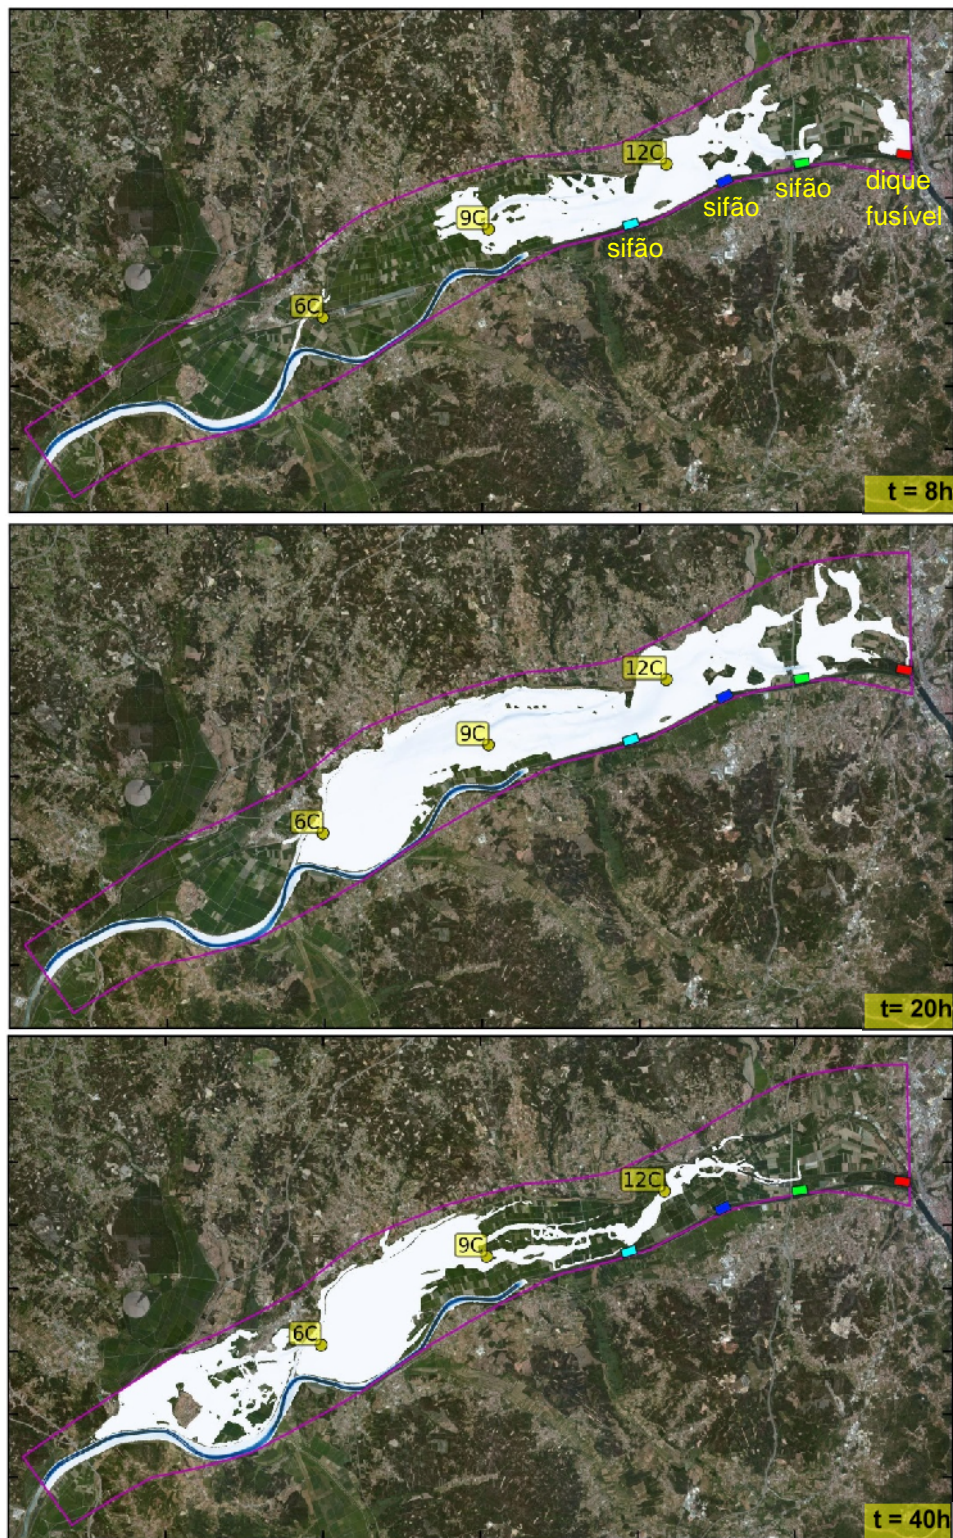 12C
9C
sifão
dique
sifão
fusível
sifão
6C
t = 8h
12C
9C
6C
t= 20h
12C
9C
6C
t = 40h